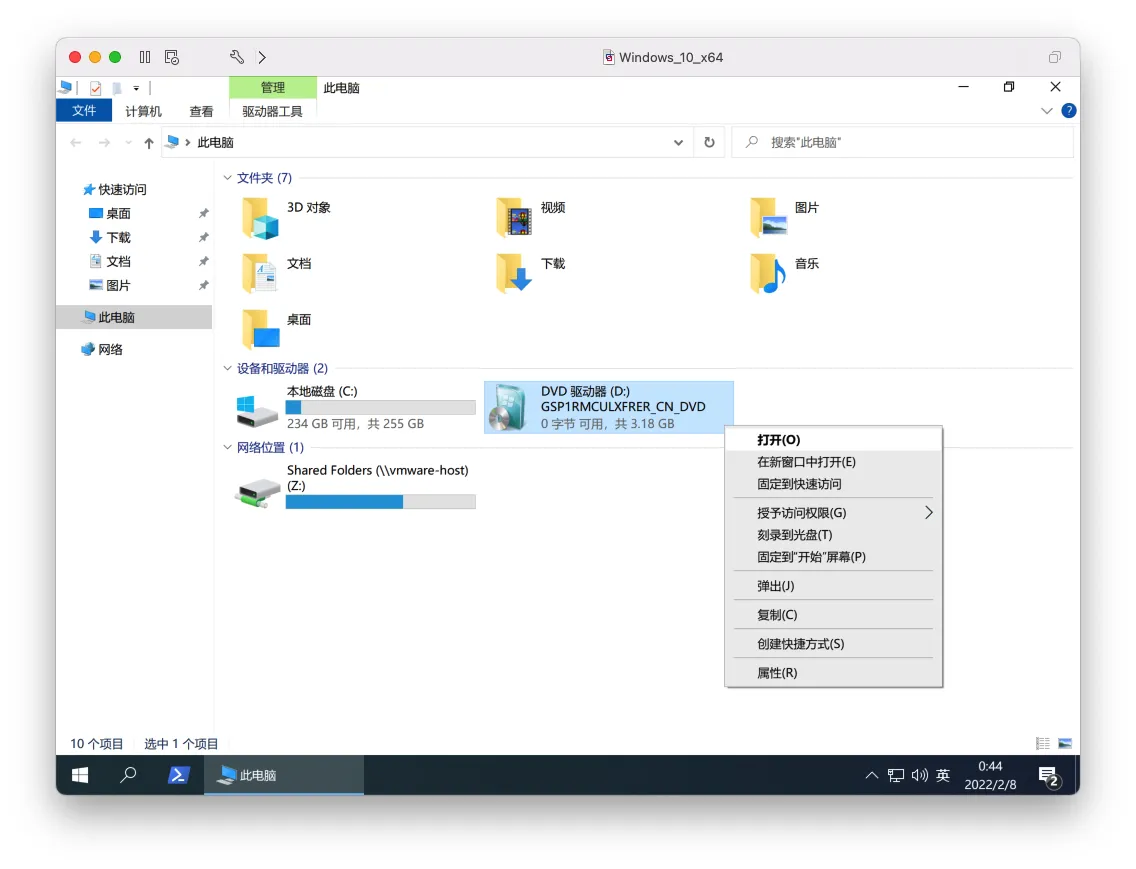 Windows_10_x64
管理
此电脑
文件
计算机
查看
驱动器工具
此电脑
搜索"此电脑"
快速访问
桌面
下载
文档
图片
此电脑
网络
文件夹 (7)
3D 对象
视频
图片
文档
下载
音乐
桌面
设备和驱动器 (2)
本地磁盘 (C:)
234 GB 可用，共 255 GB
DVD 驱动器 (D:)
GSP1RMCULXFRER_CN_DVD
0 字节 可用，共 3.18 GB
网络位置 (1)
Shared Folders (\\vmware-host)
(Z:)
打开(O)
在新窗口中打开(E)
固定到快速访问
授予访问权限(G)
刻录到光盘(T)
固定到"开始"屏幕(P)
弹出(J)
复制(C)
创建快捷方式(S)
属性(R)
10 个项目
选中 1 个项目
此电脑
英
0:44
2022/2/8
2